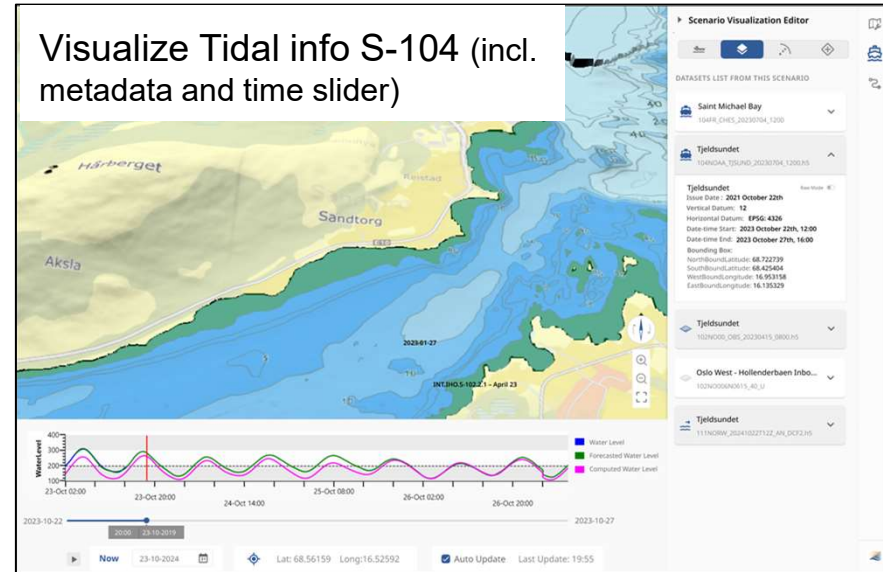 Visualize Tidal info S-104 (incl.
metadata and time slider)
Hårberget
Reistad
Sandtorg
E10
Aksla
2023-01-27
INT.IHO.S-102.2.1 - April 23
Scenario Visualization Editor
DATASETS LIST FROM THIS SCENARIO
Saint Michael Bay
104FR_CHES_20230704_1200
Tjeldsundet
104NOAA_TJSUND_20230704_1200.h5
Tjeldsundet
Raw Mode
Issue Date : 2021 October 22th
Vertical Datum: 12
Horizontal Datum: EPSG: 4326
Date-time Start: 2023 October 22th, 12:00
Date-time End: 2023 October 27th, 16:00
Bounding Box:
NorthBoundLatitude: 68.722739
SouthBoundLatitude: 68.425404
WestBoundLongitude: 16.953158
EastBoundLongitude: 16.135329
Tjeldsundet
102NO00_OBS_20230415_0800.h5
Oslo West - Hollenderbaen Inbo...
102NO006N0615_40_U
Tjeldsundet
111NORW_20241022T12Z_AN_DCF2.h5
WaterLevel
400
300
200
100
23-Oct 02:00
23-Oct 20:00
24-Oct 14:00
25-Oct 08:00
26-Oct 02:00
26-Oct 20:00
Water Level
Forecasted Water Level
Computed Water Level
2023-10-22
2023-10-27
20:00 23-10-2019
Now
23-10-2024
Lat: 68.56159 Long:16.52592
Auto Update
Last Update: 19:55